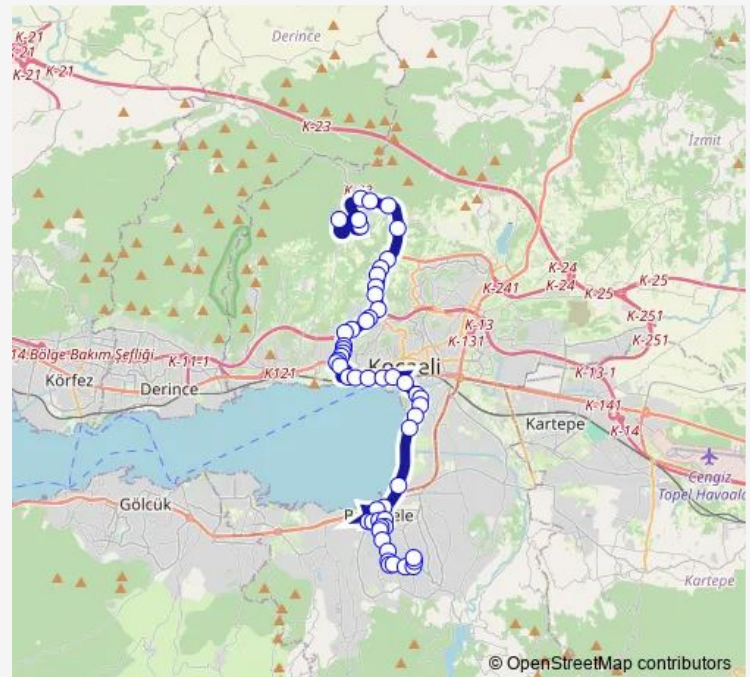 K-21
Derince
K-21
K-21
K-23
İzmit
K-24
K-241
K-24
K-25
K-25
K-13
K-251
K-131
K-251
14.Bölge Bakım Şefliği
K-11-1
Kocaeli
K121
K-13-1
Körfez
Derince
K-141
Kartepe
K-14
Cengiz
Topel Havaala
Gölcük
Kartepe
© OpenStreetMap contributors